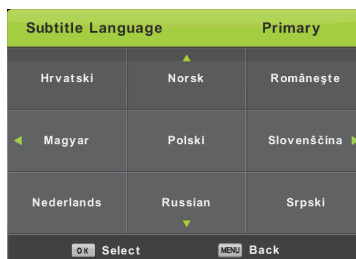 Subtitle Language Primary
Hrvatski Norsk Româneşte
Magyar Polski Slovenščina
Nederlands Russian Srpski
OK Select MENU Back